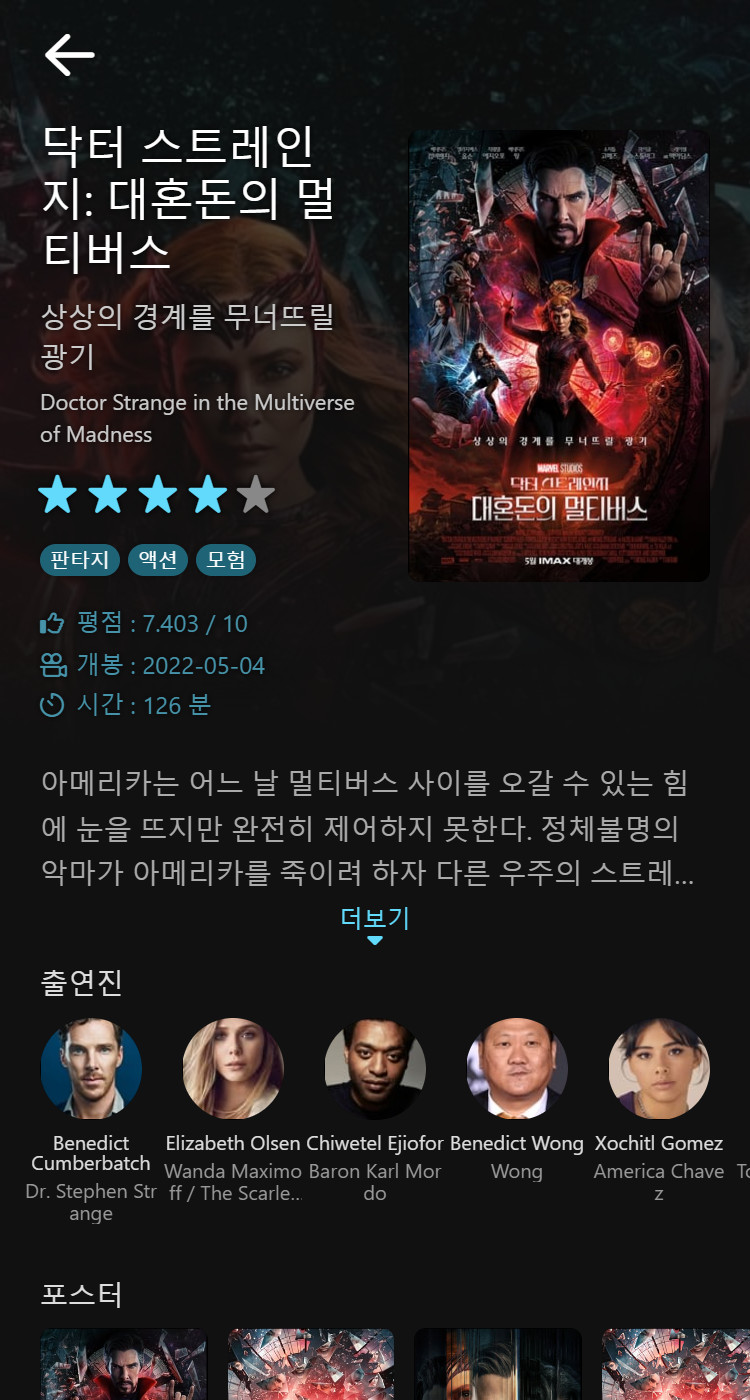 닥터 스트레인
지: 대혼돈의 멀
티버스
상상의 경계를 무너뜨릴
광기
Doctor Strange in the Multiverse
of Madness
판타지 액션 모험
평점 : 7.403 / 10
개봉 : 2022-05-04
시간 : 126 분
상상의 경계를 무너뜨릴 광기
MARVEL STUDIOS
닥터 스트레인지
대혼돈의 멀티버스
5월 IMAX 대개봉
아메리카는 어느 날 멀티버스 사이를 오갈 수 있는 힘
에 눈을 뜨지만 완전히 제어하지 못한다. 정체불명의
악마가 아메리카를 죽이려 하자 다른 우주의 스트레...
더보기
출연진
Benedict
Cumberbatch
Dr. Stephen Str
ange
Elizabeth Olsen
Wanda Maximo
ff / The Scarle...
Chiwetel Ejiofor
Baron Karl Mor
do
Benedict Wong
Wong
Xochitl Gomez
America Chave
z
포스터